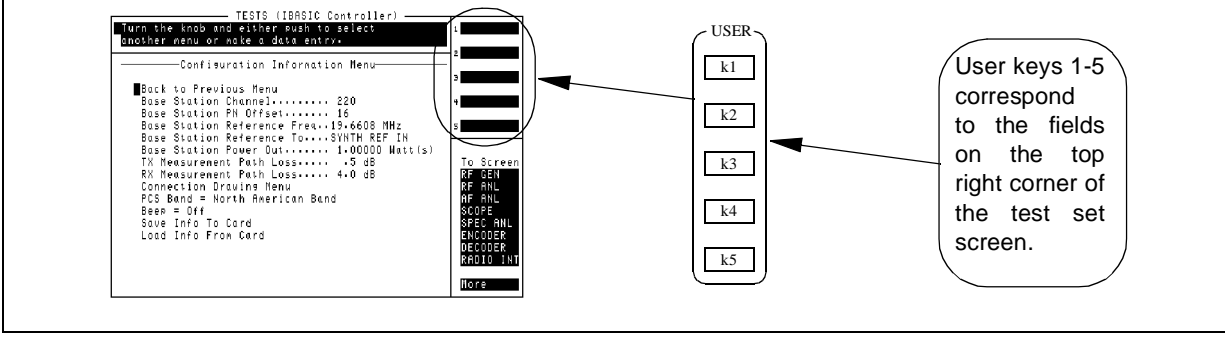 TESTS (IBASIC Controller)
Turn the knob and either push to select
another menu or make a data entry.
Configuration Information Menu
Back to Previous Menu
Base Station Channel......... 220
Base Station PN Offset....... 16
Base Station Reference Freq..19.6608 MHz
Base Station Reference To....SYNTH REF IN
Base Station Power Out....... 1.00000 Watt(s)
TX Measurement Path Loss..... .5 dB
RX Measurement Path Loss..... 4.0 dB
Connection Drawing Menu
PCS Band = North American Band
Beep = Off
Save Info To Card
Load Info From Card
1
2
3
4
5
To Screen
RF GEN
RF ANL
AF ANL
SCOPE
SPEC ANL
ENCODER
DECODER
RADIO INT
More
USER
k1
k2
k3
k4
k5
User keys 1-5
correspond
to the fields
on the top
right corner of
the test set
screen.